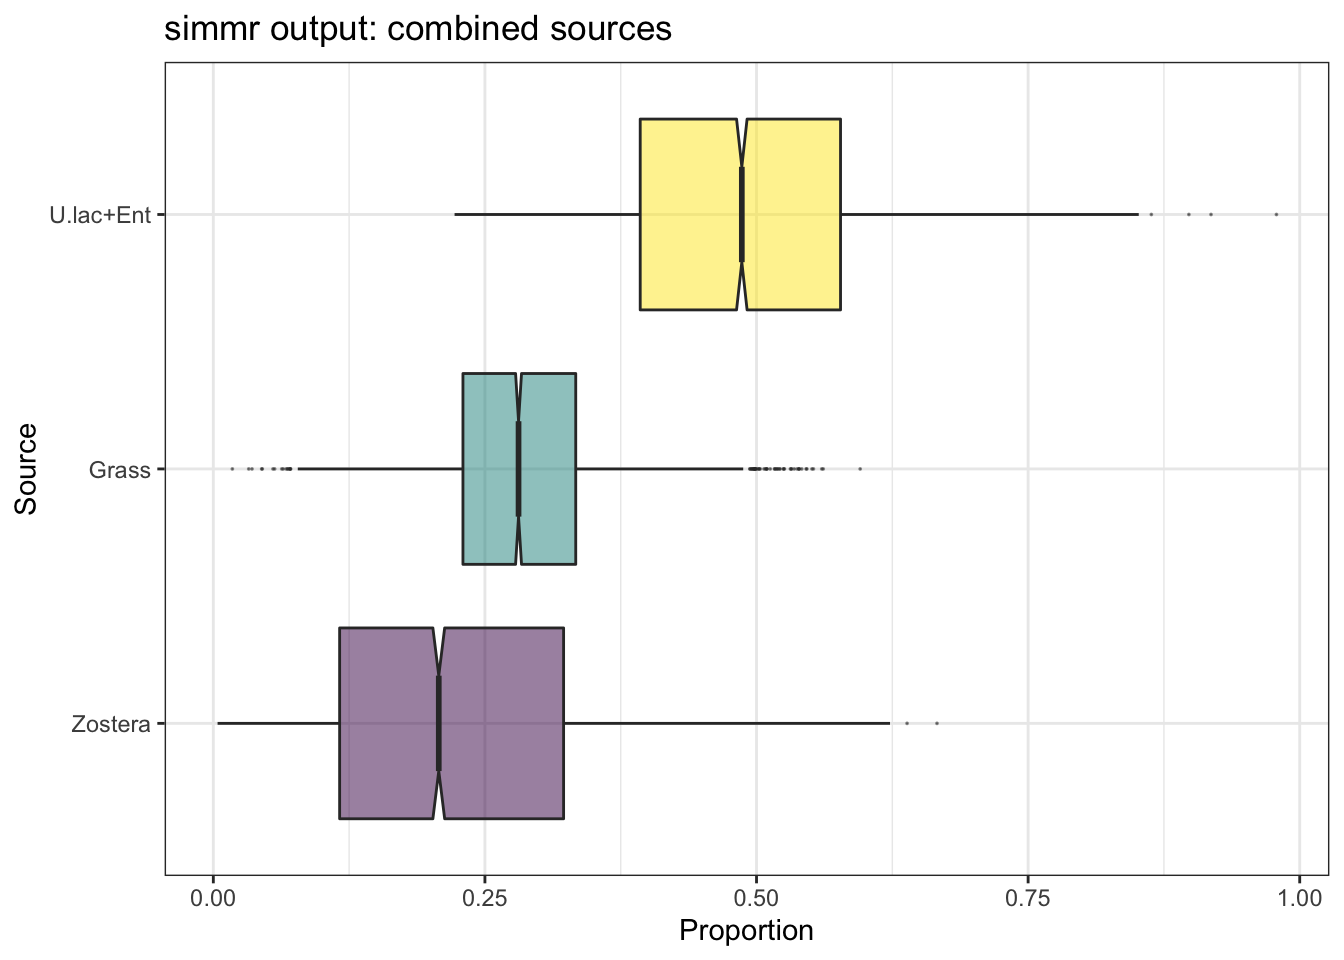 simmr output: combined sources
Source
U.lac+Ent
Grass
Zostera
0.00 0.25 0.50 0.75 1.00
Proportion